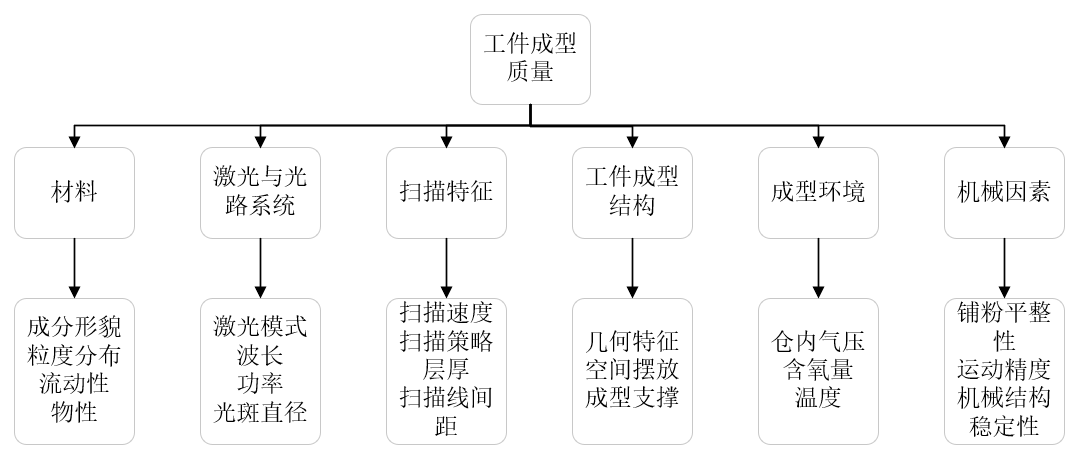 工件成型
质量
材料
激光与光
路系统
扫描特征
工件成型
结构
成型环境
机械因素
成分形貌
粒度分布
流动性
物性
激光模式
波长
功率
光斑直径
扫描速度
扫描策略
层厚
扫描线间
距
几何特征
空间摆放
成型支撑
仓内气压
含氧量
温度
铺粉平整
性
运动精度
机械结构
稳定性